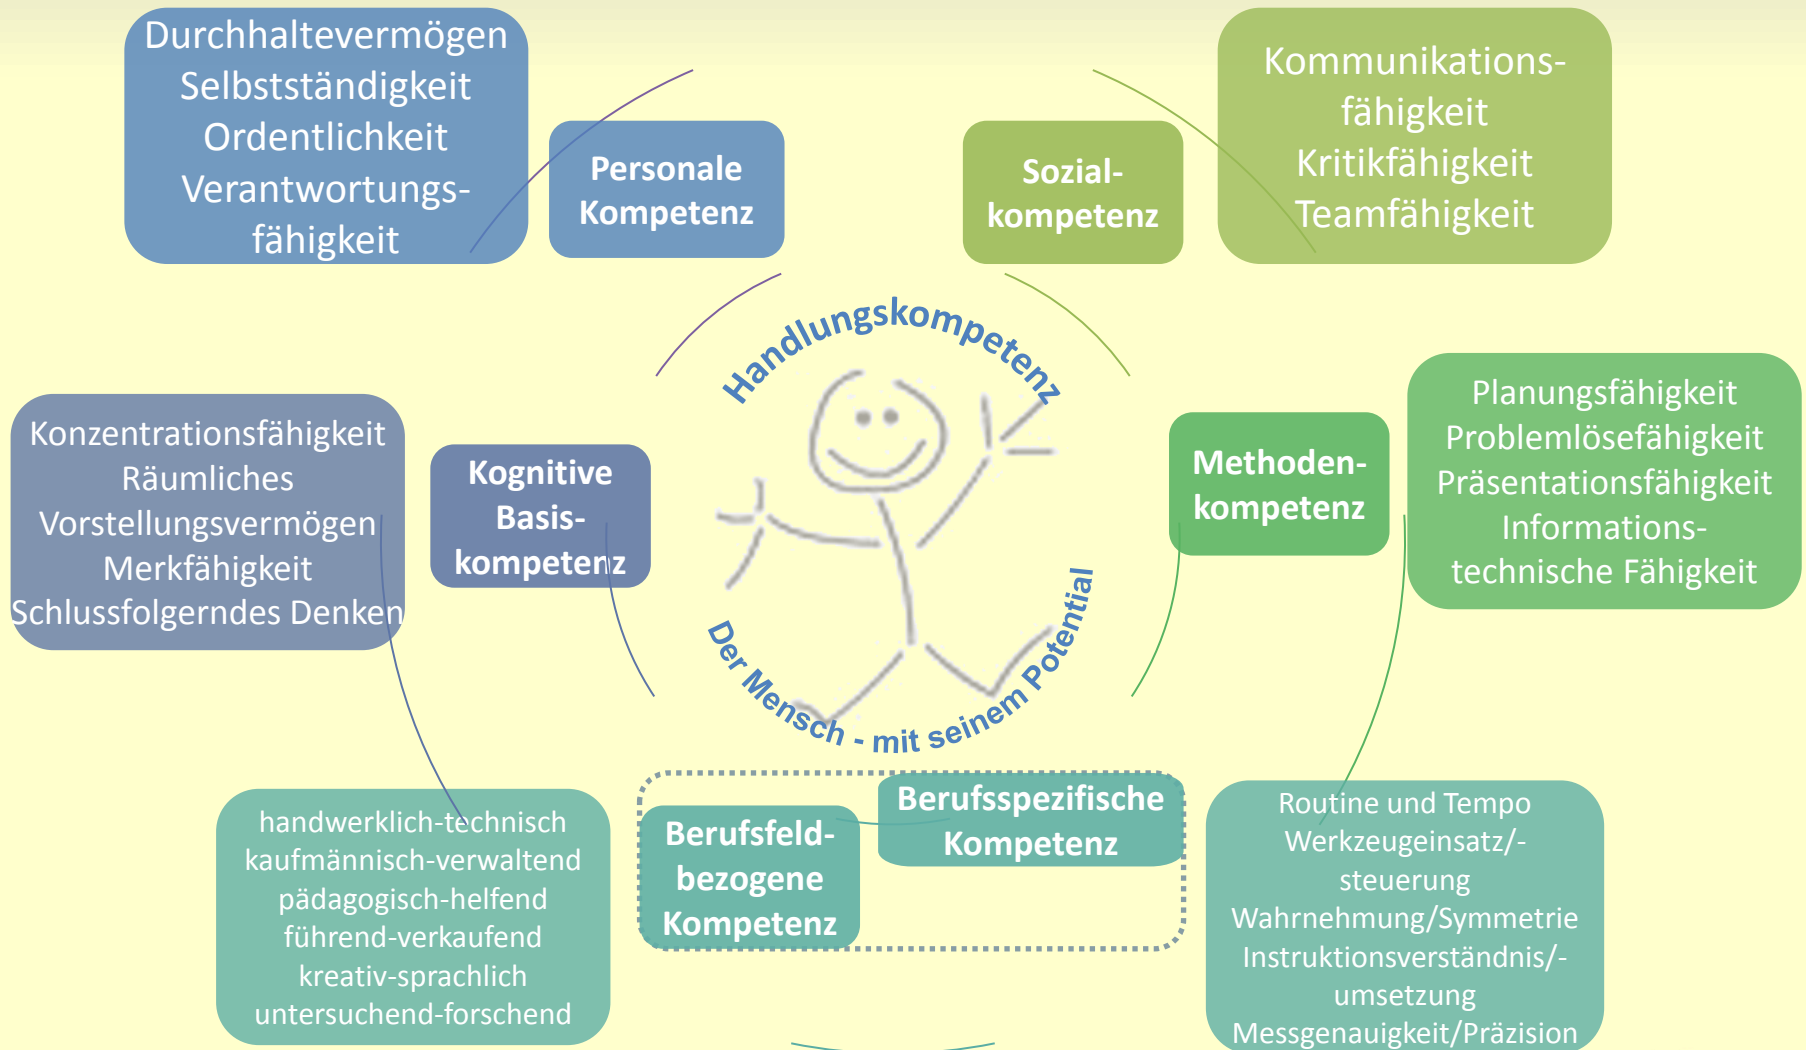 Durchhaltevermögen
Selbstständigkeit
Ordentlichkeit
Verantwortungs-
fähigkeit
Personale
Kompetenz
Sozial-
kompetenz
Kommunikations-
fähigkeit
Kritikfähigkeit
Teamfähigkeit
Handlungskompetenz
Konzentrationsfähigkeit
Räumliches
Vorstellungsvermögen
Merkfähigkeit
Schlussfolgerndes Denken
Kognitive
Basis-
kompetenz
Methoden-
kompetenz
Planungsfähigkeit
Problemlösefähigkeit
Präsentationsfähigkeit
Informations-
technische Fähigkeit
Der Mensch - mit seinem Potential
handwerklich-technisch
kaufmännisch-verwaltend
pädagogisch-helfend
führend-verkaufend
kreativ-sprachlich
untersuchend-forschend
Berufsfeld-
bezogene
Kompetenz
Berufsspezifische
Kompetenz
Routine und Tempo
Werkzeugeinsatz/-
steuerung
Wahrnehmung/Symmetrie
Instruktionsverständnis/-
umsetzung
Messgenauigkeit/Präzision